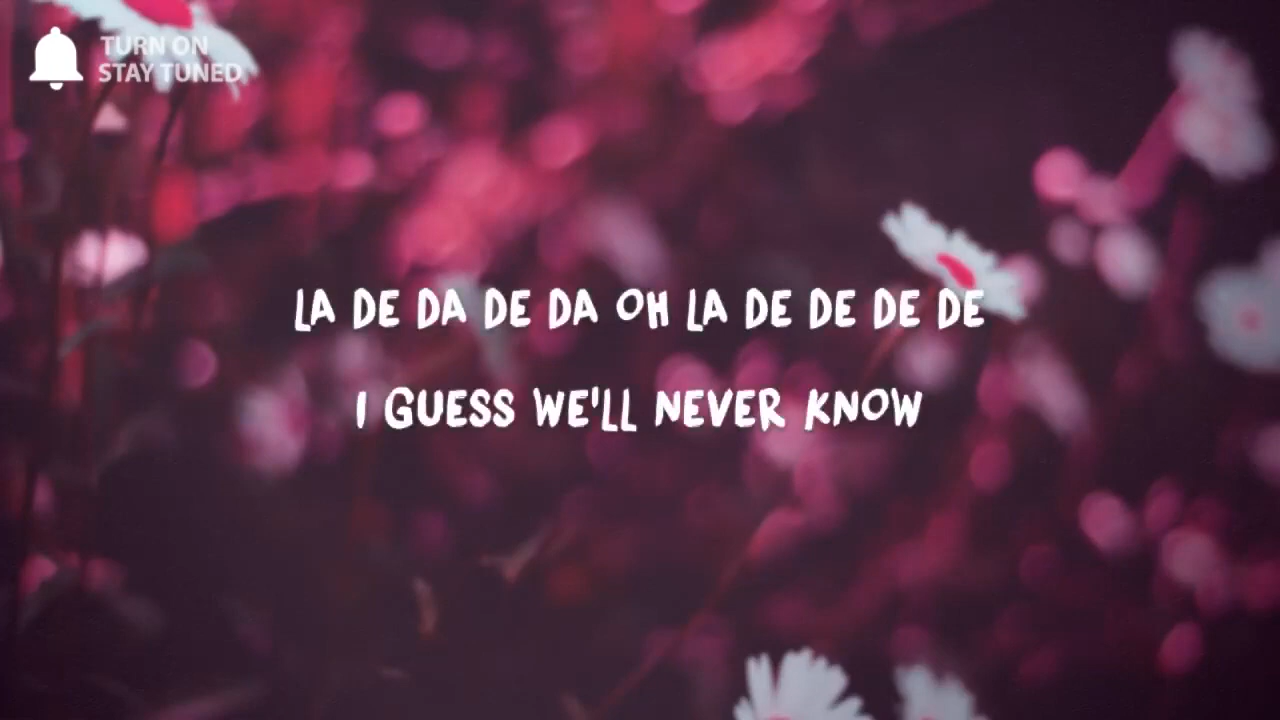 TURN ON
STAY TUNED
LA DE DA DE DA OH LA DE DE DE DE
I GUESS WE'LL NEVER KNOW